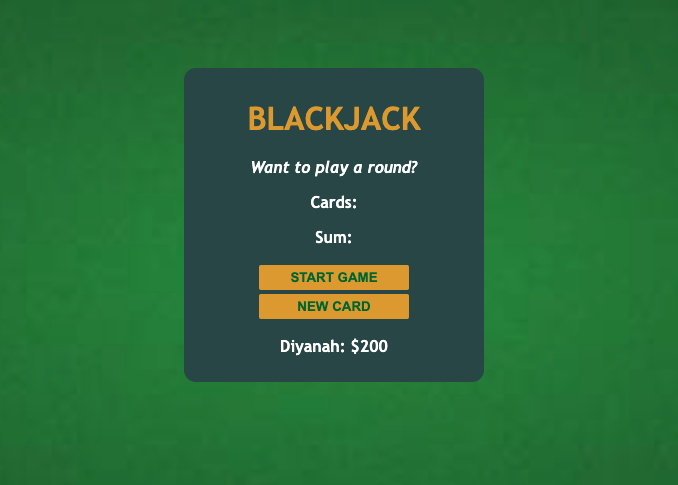 BLACKJACK
Want to play a round?
Cards:
Sum:
START GAME
NEW CARD
Diyanah: $200